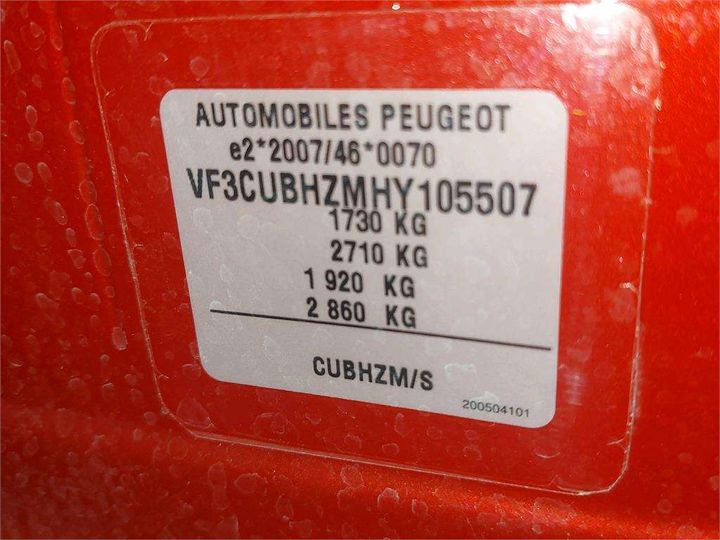 AUTOMOBILES PEUGEOT
e2*2007/46*0070
VF3CUBHZMHY105507
1730 KG
2710 KG
1 920 KG
2 860 KG
CUBHZM/S
200504101